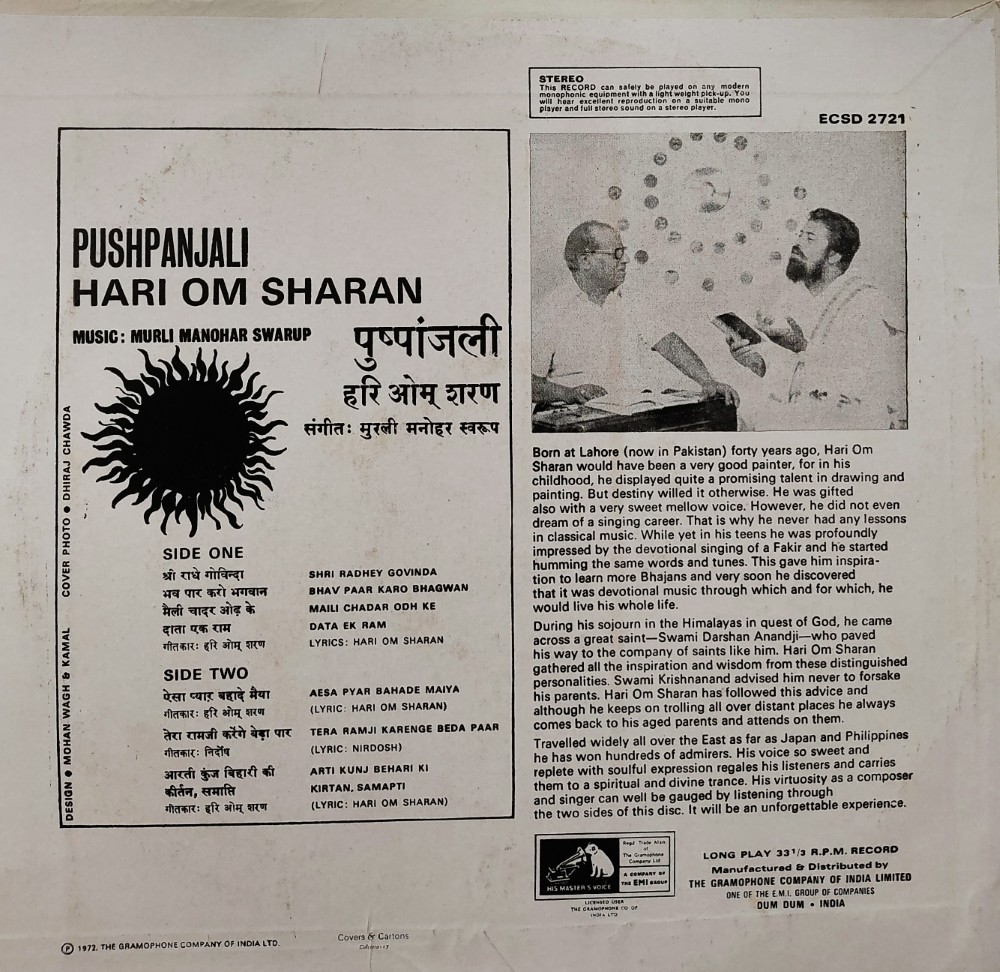 STEREO
This RECORD can safely be played on any modern
monophonic equipment with a light weight pick-up. You
will hear excellent reproduction on a suitable mono
player and full stereo sound on a stereo player.
ECSD 2721
PUSHPANJALI
HARI OM SHARAN
MUSIC: MURLI MANOHAR SWARUP
पुष्पांजली
हरि ओम् शरण
संगीतः मुरली मनोहर स्वरूप
DESIGN ● MOHAN WAGH & KAMAL COVER PHOTO ● DHIRAJ CHAWDA
SIDE ONE
श्री राधे गोविन्दा SHRI RADHEY GOVINDA
भव पार करो भगवान BHAV PAAR KARO BHAGWAN
मैली चादर ओढ़ के MAILI CHADAR ODH KE
दाता एक राम DATA EK RAM
गीतकारः हरि ओम् शरण LYRICS: HARI OM SHARAN
SIDE TWO
ऐसा प्यार बहादे मैया AESA PYAR BAHADE MAIYA
गीतकारः हरि ओम् शरण (LYRIC: HARI OM SHARAN)
तेरा रामजी करेंगे बेड़ा पार TERA RAMJI KARENGE BEDA PAAR
गीतकारः निर्दोष (LYRIC: NIRDOSH)
आरती कुंज बिहारी की ARTI KUNJ BEHARI KI
कीर्तन, समाप्ति KIRTAN, SAMAPTI
गीतकारः हरि ओम् शरण (LYRIC: HARI OM SHARAN)
Born at Lahore (now in Pakistan) forty years ago, Hari Om
Sharan would have been a very good painter, for in his
childhood, he displayed quite a promising talent in drawing and
painting. But destiny willed it otherwise. He was gifted
also with a very sweet mellow voice. However, he did not even
dream of a singing career. That is why he never had any lessons
in classical music. While yet in his teens he was profoundly
impressed by the devotional singing of a Fakir and he started
humming the same words and tunes. This gave him inspira-
tion to learn more Bhajans and very soon he discovered
that it was devotional music through which and for which, he
would live his whole life.
During his sojourn in the Himalayas in quest of God, he came
across a great saint—Swami Darshan Anandji—who paved
his way to the company of saints like him. Hari Om Sharan
gathered all the inspiration and wisdom from these distinguished
personalities. Swami Krishnanand advised him never to forsake
his parents. Hari Om Sharan has followed this advice and
although he keeps on trolling all over distant places he always
comes back to his aged parents and attends on them.
Travelled widely all over the East as far as Japan and Philippines
he has won hundreds of admirers. His voice so sweet and
replete with soulful expression regales his listeners and carries
them to a spiritual and divine trance. His virtuosity as a composer
and singer can well be gauged by listening through
the two sides of this disc. It will be an unforgettable experience.
HIS MASTER'S VOICE
Regd Trade Mark
of
The Gramophone
Company Ltd
A COMPANY OF
THE EMI GROUP
LICENSED USER
THE GRAMOPHONE CO OF
INDIA LTD
LONG PLAY 33 1/3 R.P.M. RECORD
Manufactured & Distributed by
THE GRAMOPHONE COMPANY OF INDIA LIMITED
ONE OF THE E.M.I. GROUP OF COMPANIES
DUM DUM • INDIA
Ⓟ 1972. THE GRAMOPHONE COMPANY OF INDIA LTD.
Covers & Cartons